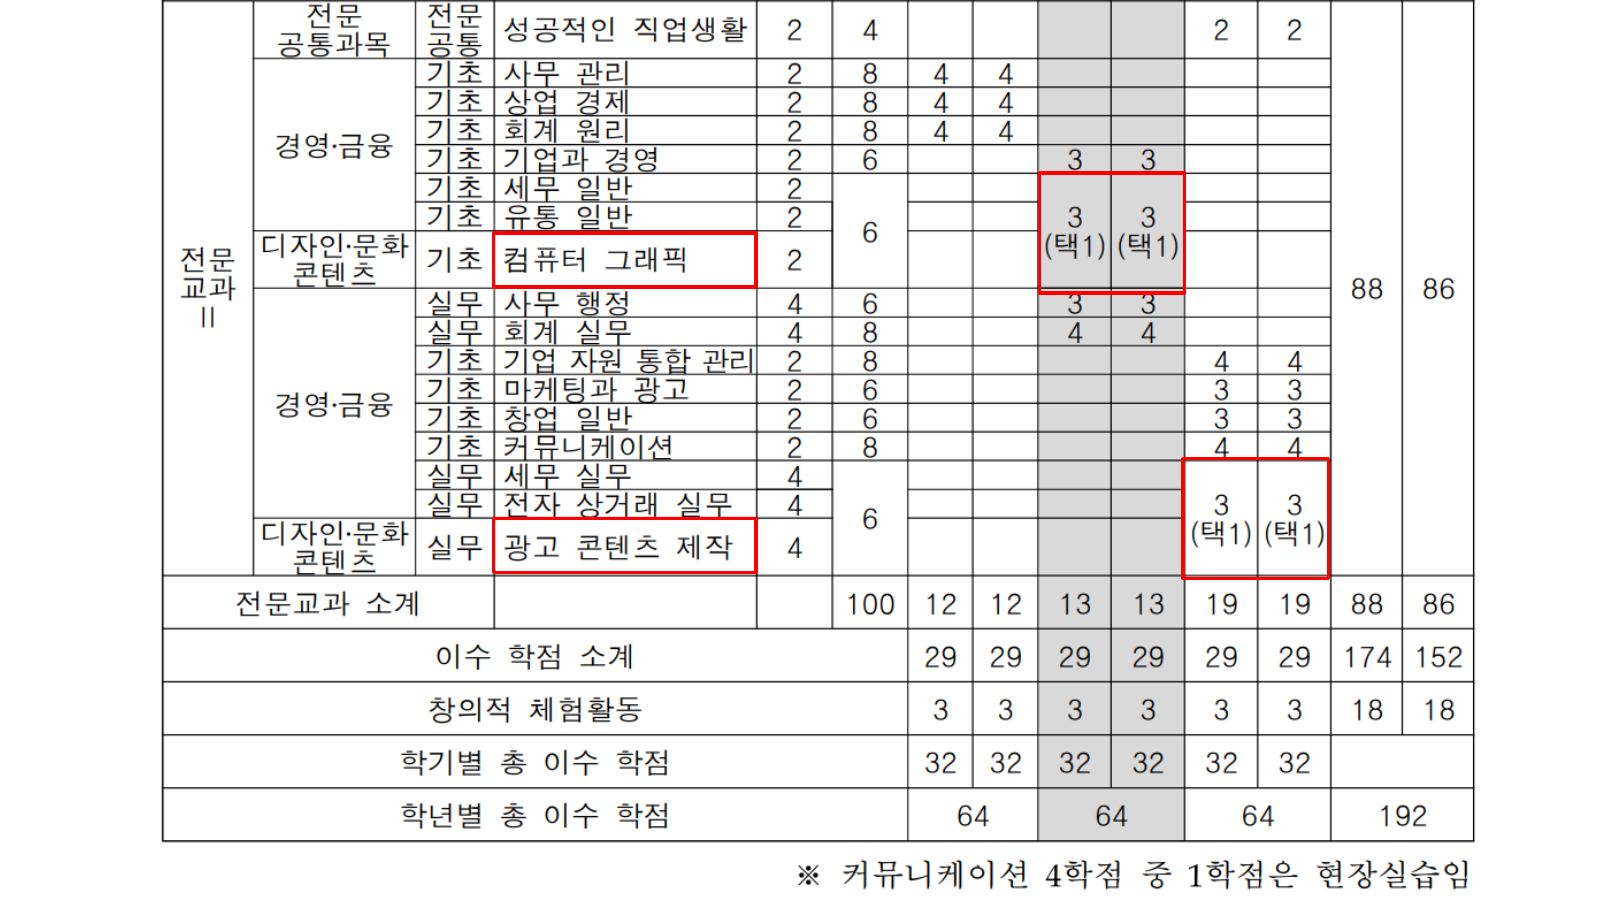 전문
공통과목 전문
공통 성공적인 직업생활 2 4 2 2
전문
교과
Ⅱ
경영·금융
기초 사무 관리 2 8 4 4
기초 상업 경제 2 8 4 4
기초 회계 원리 2 8 4 4
기초 기업과 경영 2 6 3 3
기초 세무 일반 2
기초 유통 일반 2
디자인·문화
콘텐츠 기초 컴퓨터 그래픽 2
6 3
(택1) 3
(택1)
88 86
경영·금융
실무 사무 행정 4 6 3 3
실무 회계 실무 4 8 4 4
기초 기업 자원 통합 관리 2 8 4 4
기초 마케팅과 광고 2 6 3 3
기초 창업 일반 2 6 3 3
기초 커뮤니케이션 2 8 4 4
실무 세무 실무 4
실무 전자 상거래 실무 4
디자인·문화
콘텐츠 실무 광고 콘텐츠 제작 4
6 3
(택1) 3
(택1)
전문교과 소계 100 12 12 13 13 19 19 88 86
이수 학점 소계 29 29 29 29 29 29 174 152
창의적 체험활동 3 3 3 3 3 3 18 18
학기별 총 이수 학점 32 32 32 32 32 32
학년별 총 이수 학점 64 64 64 192
※ 커뮤니케이션 4학점 중 1학점은 현장실습임